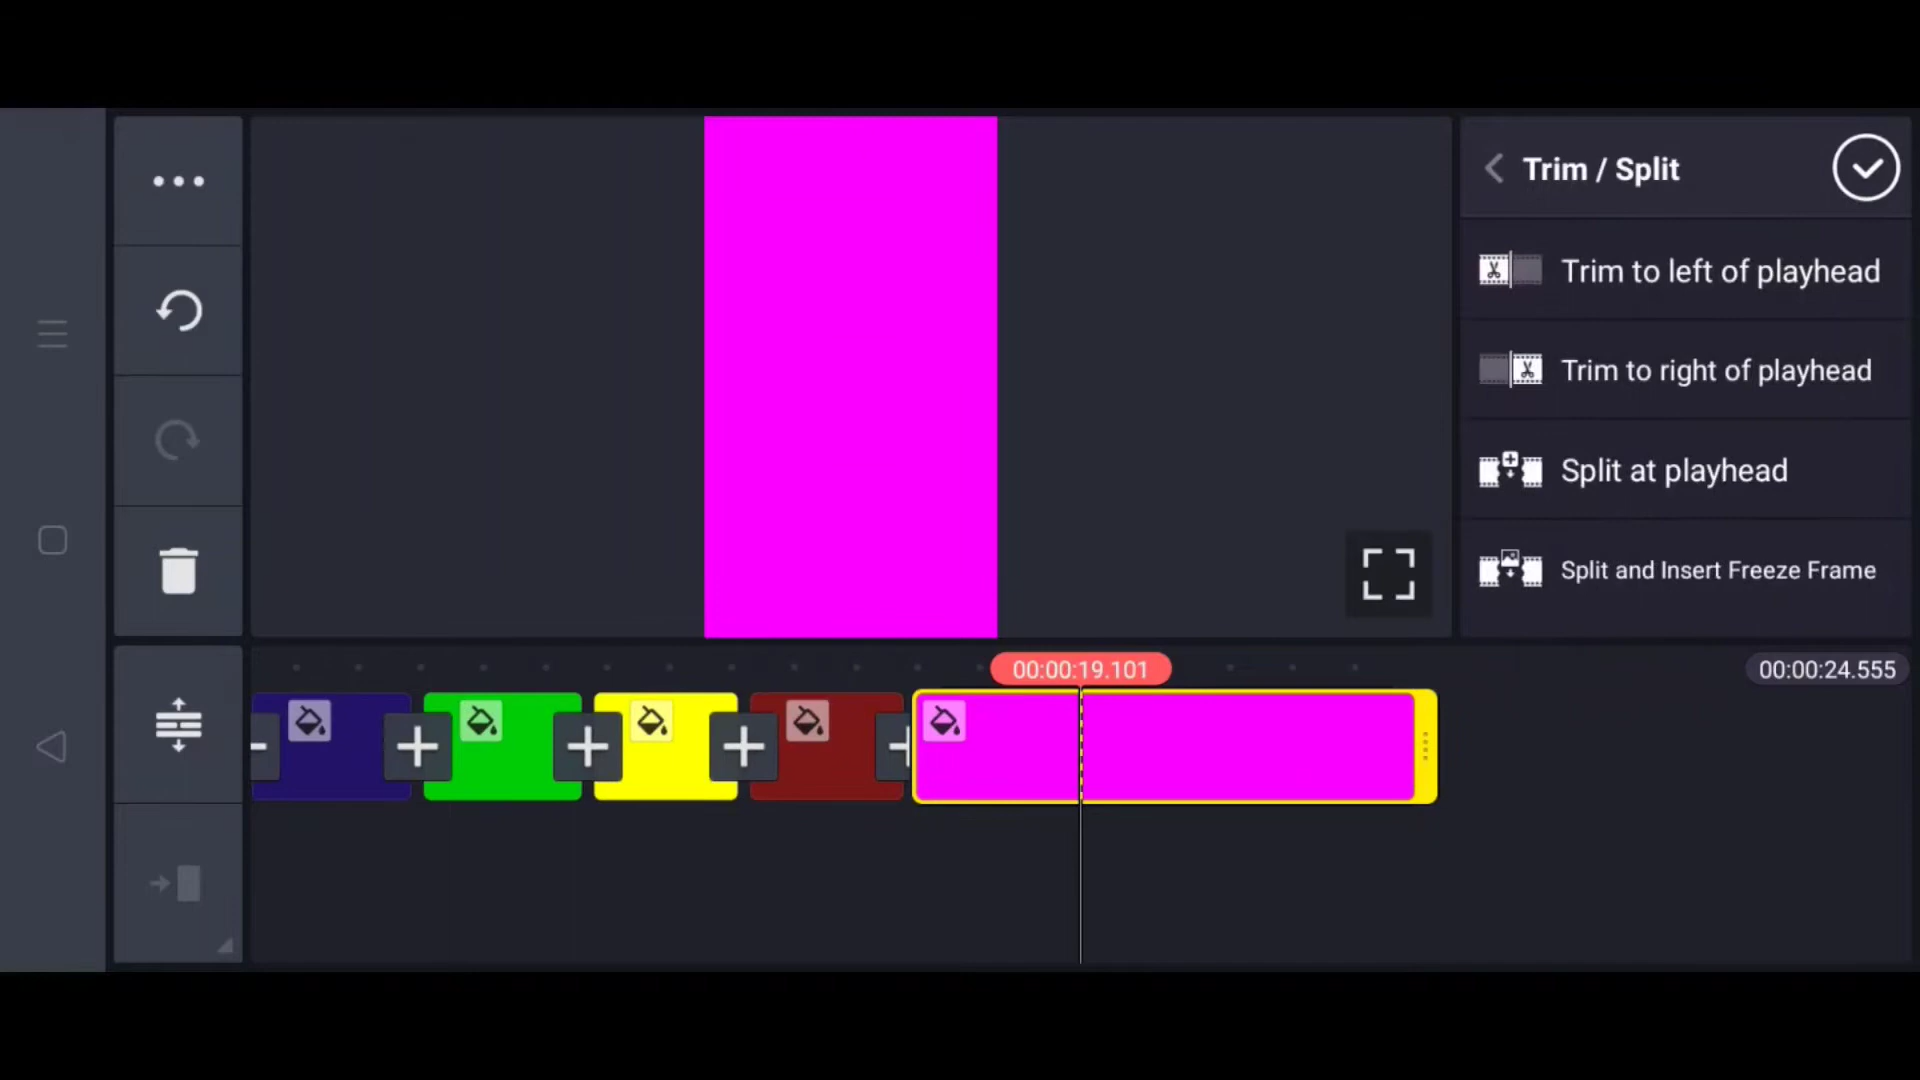 Trim / Split
Trim to left of playhead
Trim to right of playhead
Split at playhead
Split and Insert Freeze Frame
00:00:19.101
00:00:24.555